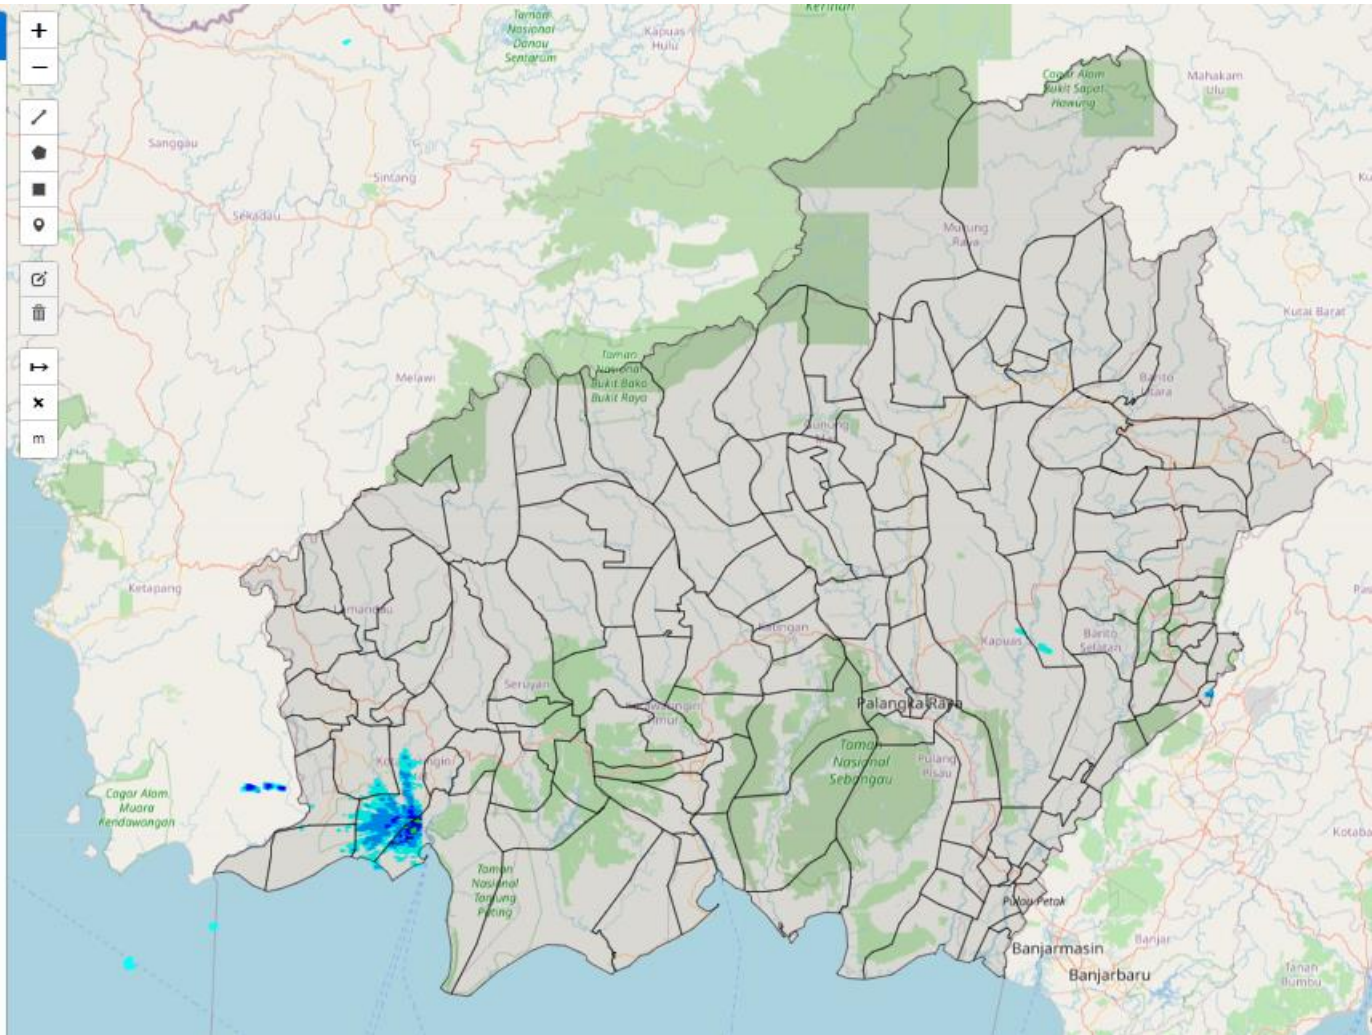 Kerihun
Taman
Nasional
Danau
Sentarum
Kapuas
Hulu
+
−
Cagar Alam
Bukit Sapat
Hawung
Mahakam
Ulu
Sanggau
Sintang
Sekadau
Murung
Raya
Kutai Barat
Taman
Nasional
Bukit Baka
Bukit Raya
Melawi
Barito
Utara
Gunung
m
Ketapang
Lamandau
Katingan
Kapuas
Barito
Selatan
Seruyan
Palangka Raya
Timur
Taman
Nasional
Sebangau
Pulang
Pisau
Cagar Alam
Muara
Kendawangan
Kotaba
Taman
Nasional
Tanjung
Puting
Pulau Petak
Banjarmasin
Banjar
Banjarbaru
Tanah
Bumbu